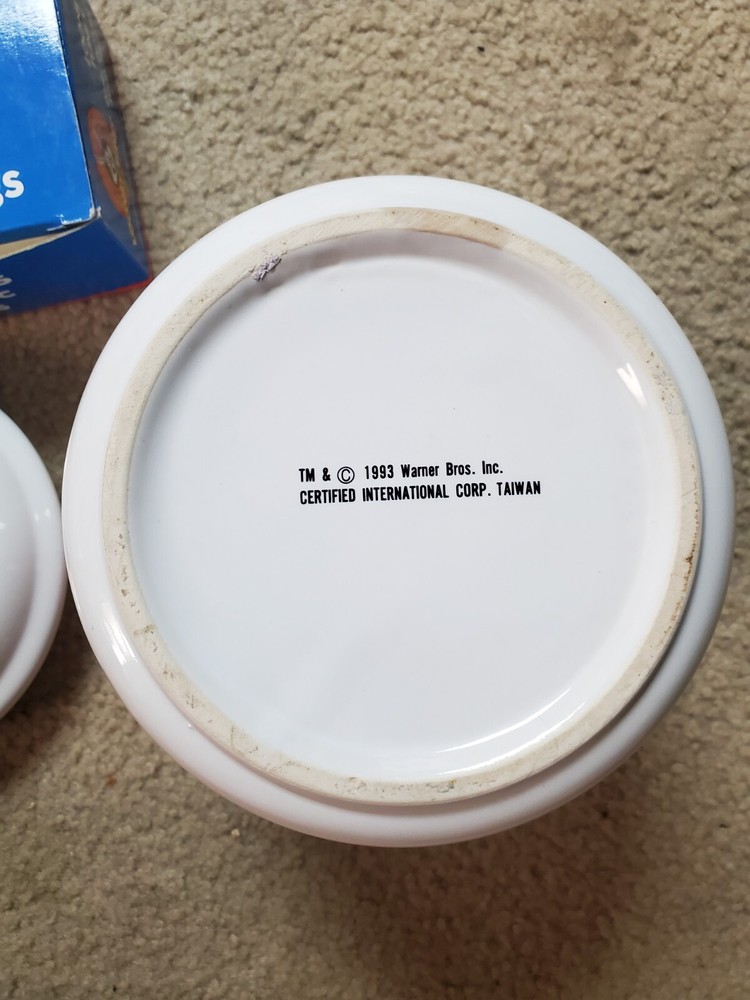 TM & © 1993 Warner Bros. Inc.
CERTIFIED INTERNATIONAL CORP. TAIWAN